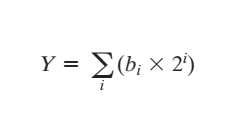 Y = ∑_i (b_i × 2^i)